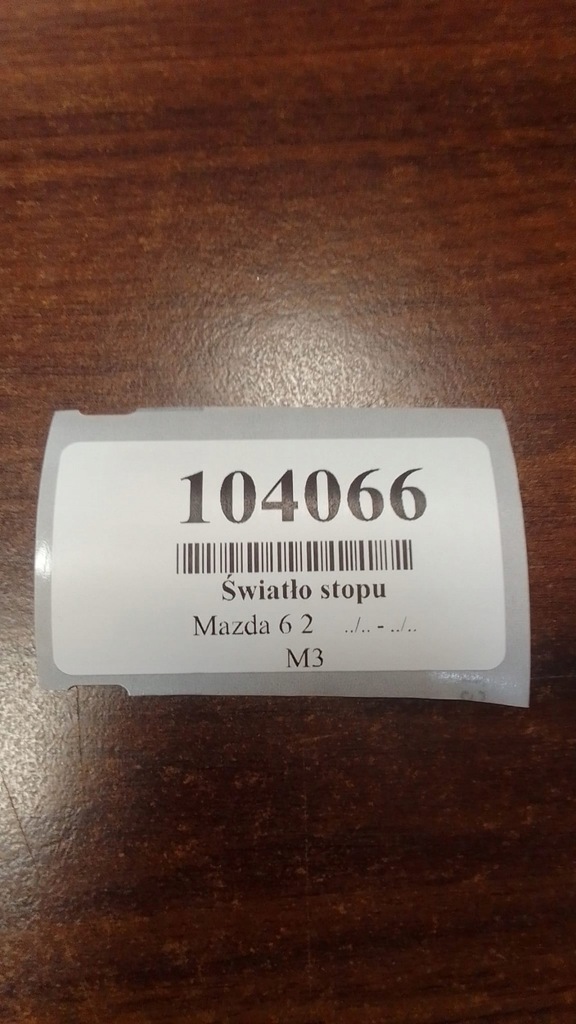 104066
Światło stopu
Mazda 6 2 ../.. - ../..
M3